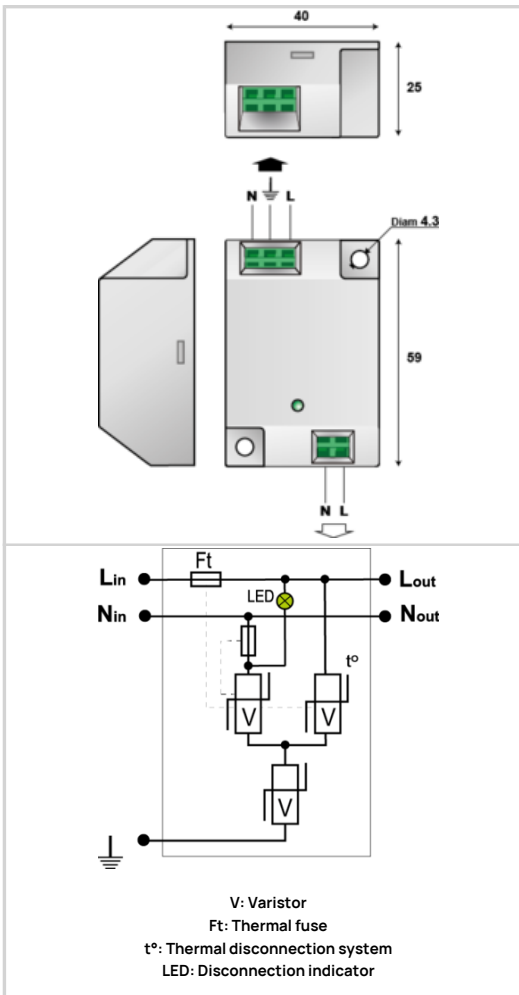 40
25
N L
Diam 4.3
59
N L
Ft
Lin Lout
LED
Nin Nout
t°
V V
V
V: Varistor
Ft: Thermal fuse
t°: Thermal disconnection system
LED: Disconnection indicator